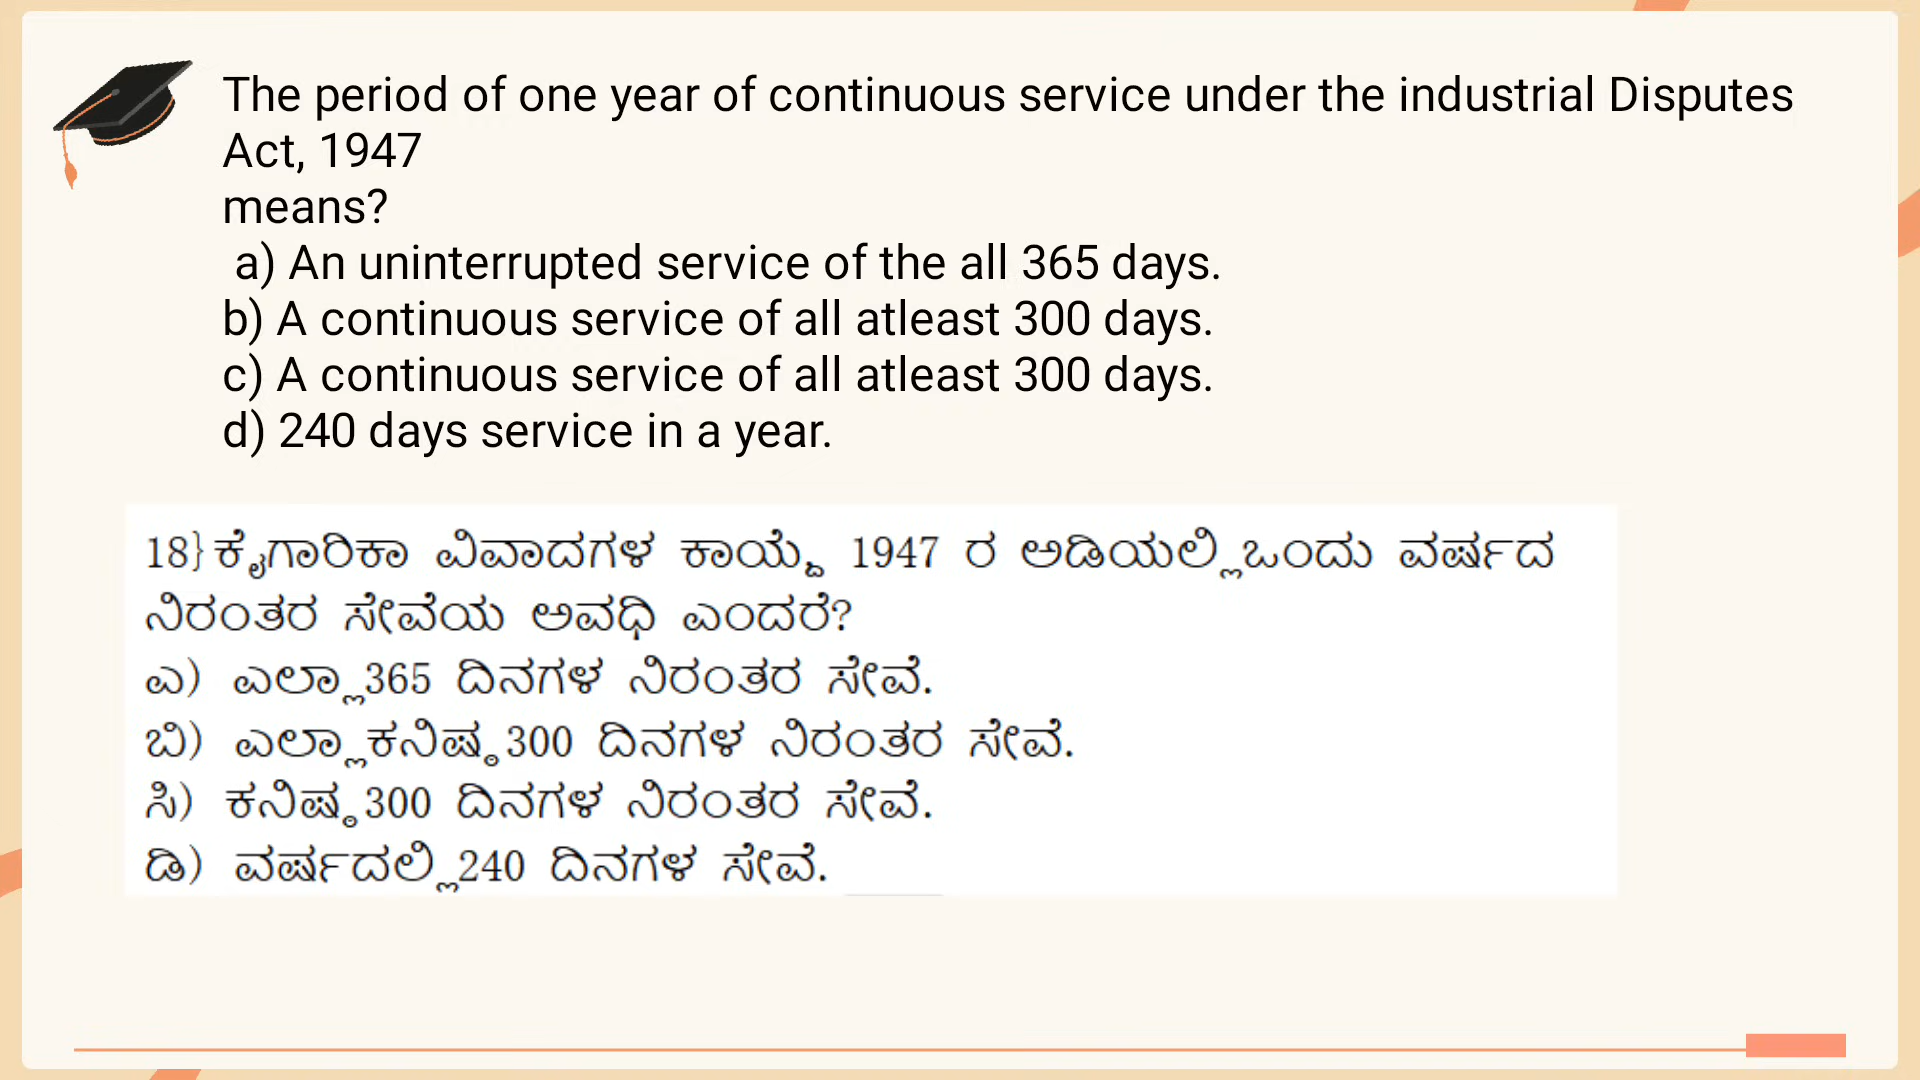 The period of one year of continuous service under the industrial Disputes
Act, 1947
means?
a) An uninterrupted service of the all 365 days.
b) A continuous service of all atleast 300 days.
c) A continuous service of all atleast 300 days.
d) 240 days service in a year.
18} ಕೈಗಾರಿಕಾ ವಿವಾದಗಳ ಕಾಯ್ದೆ 1947 ರ ಅಡಿಯಲ್ಲಿ ಒಂದು ವರ್ಷದ
ನಿರಂತರ ಸೇವೆಯ ಅವಧಿ ಎಂದರೆ?
ಎ) ಎಲ್ಲಾ 365 ದಿನಗಳ ನಿರಂತರ ಸೇವೆ.
ಬಿ) ಎಲ್ಲಾ ಕನಿಷ್ಠ 300 ದಿನಗಳ ನಿರಂತರ ಸೇವೆ.
ಸಿ) ಕನಿಷ್ಠ 300 ದಿನಗಳ ನಿರಂತರ ಸೇವೆ.
ಡಿ) ವರ್ಷದಲ್ಲಿ 240 ದಿನಗಳ ಸೇವೆ.